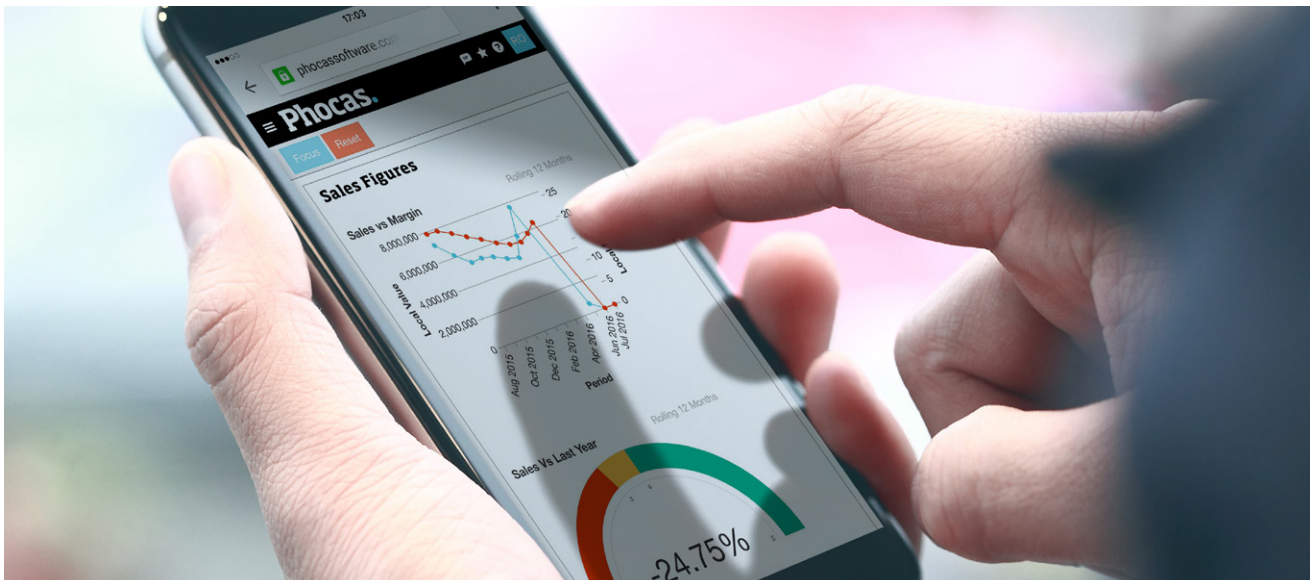 17:03
phocassoftware.com
Phocas.
RD
Focus
Reset
Sales Figures
Rolling 12 Months
Sales vs Margin
8,000,000
6,000,000
4,000,000
2,000,000
0
Local Value
25
20
10
5
0
Local
Aug 2015
Oct 2015
Dec 2015
Feb 2016
Apr 2016
Jun 2016
Jul 2016
Period
Rolling 12 Months
Sales Vs Last Year
-24.75%